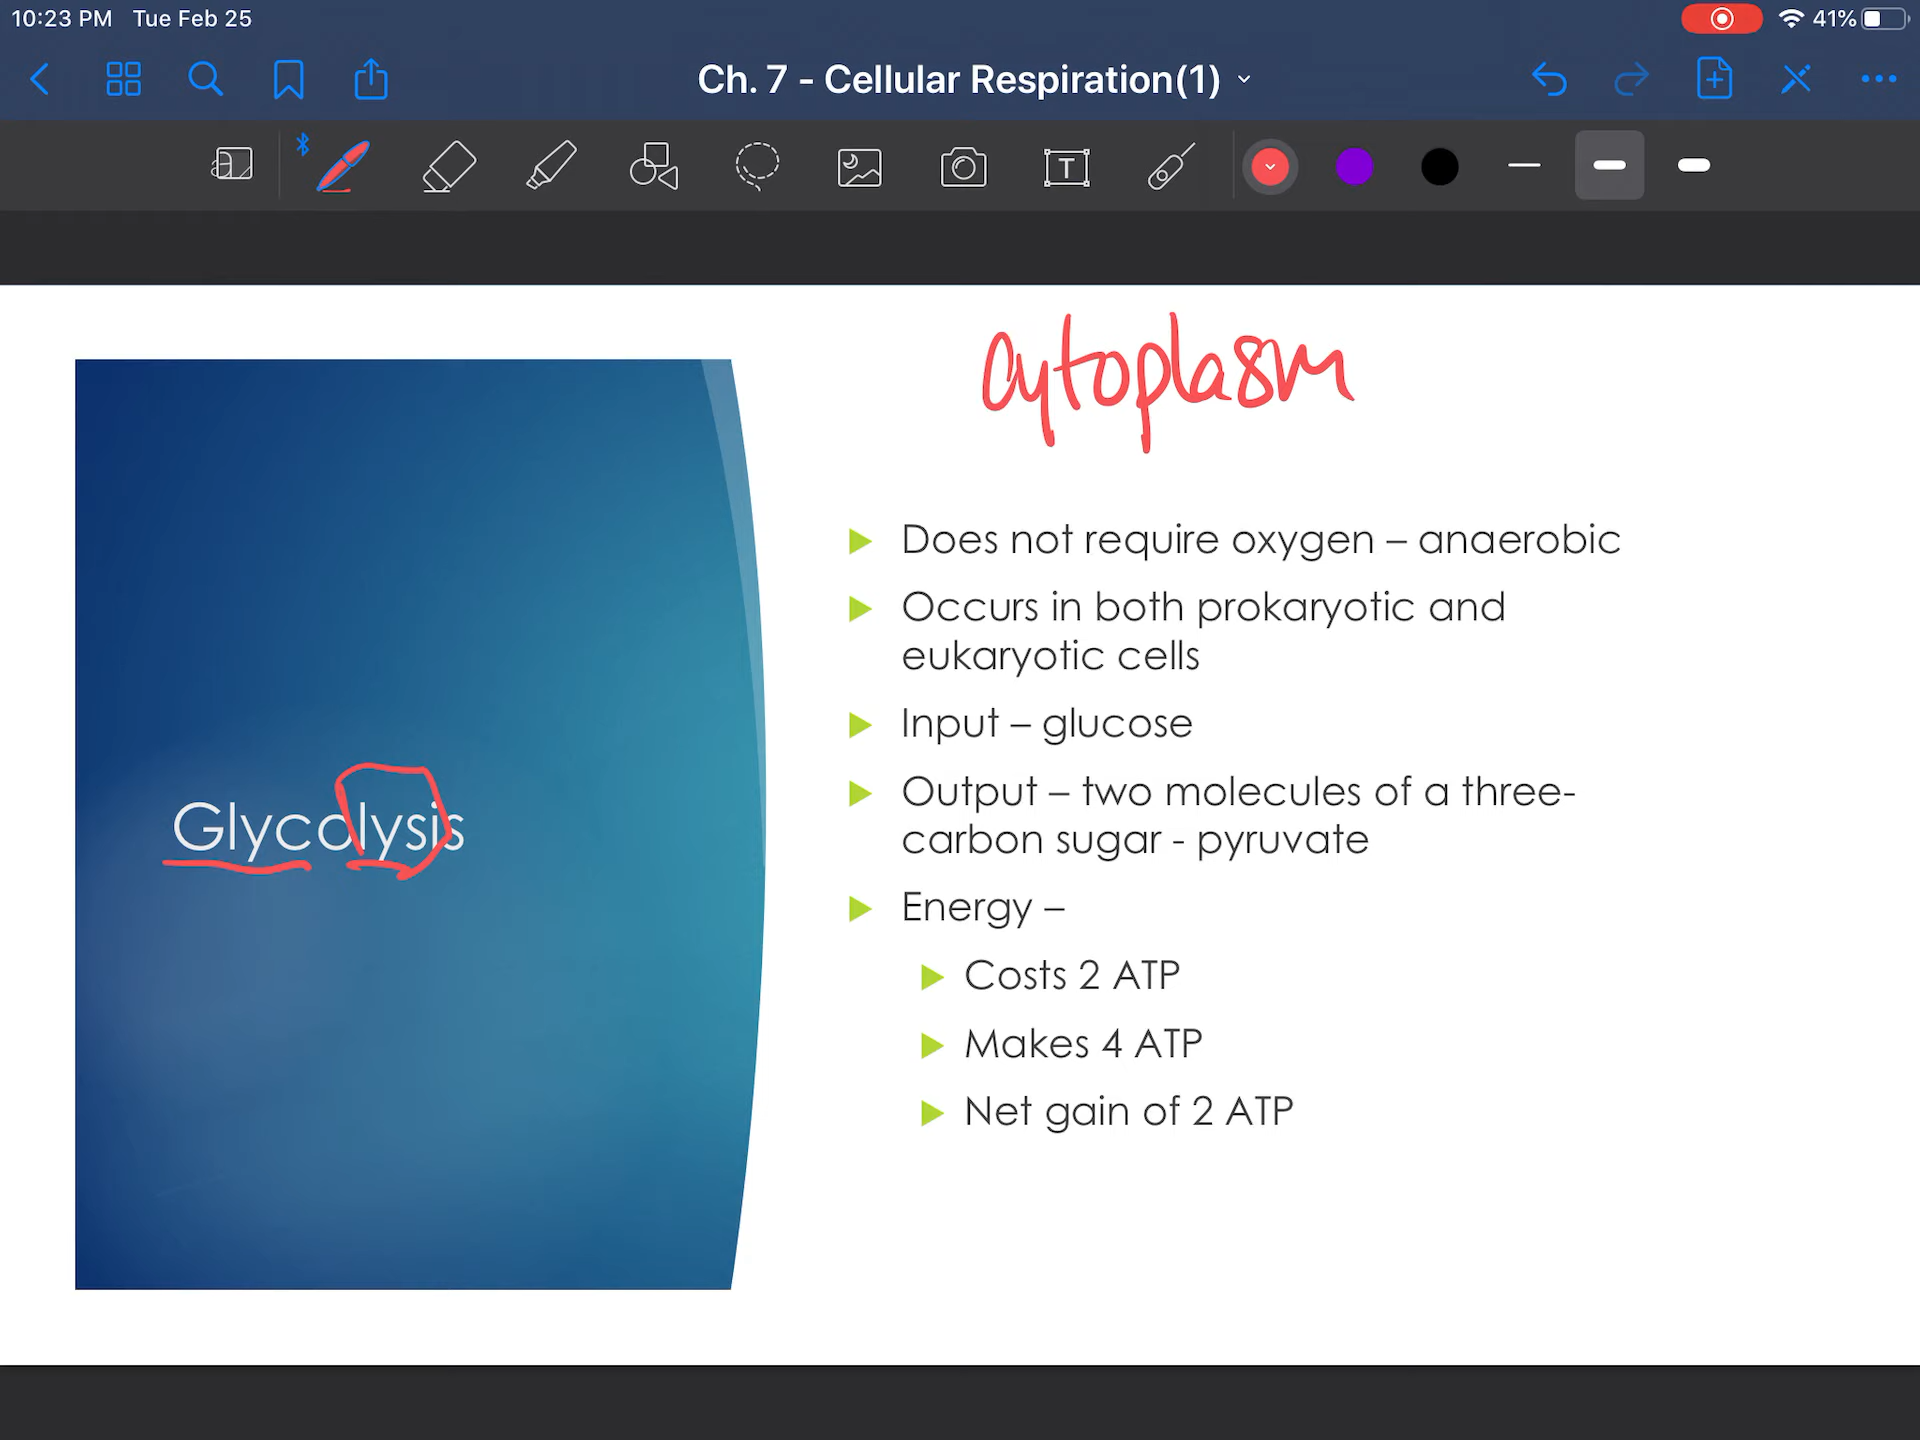 10:23 PM Tue Feb 25
41%
Ch. 7 - Cellular Respiration(1)
cytoplasm
Glycolysis
Does not require oxygen – anaerobic
Occurs in both prokaryotic and
eukaryotic cells
Input – glucose
Output – two molecules of a three-
carbon sugar - pyruvate
Energy –
Costs 2 ATP
Makes 4 ATP
Net gain of 2 ATP